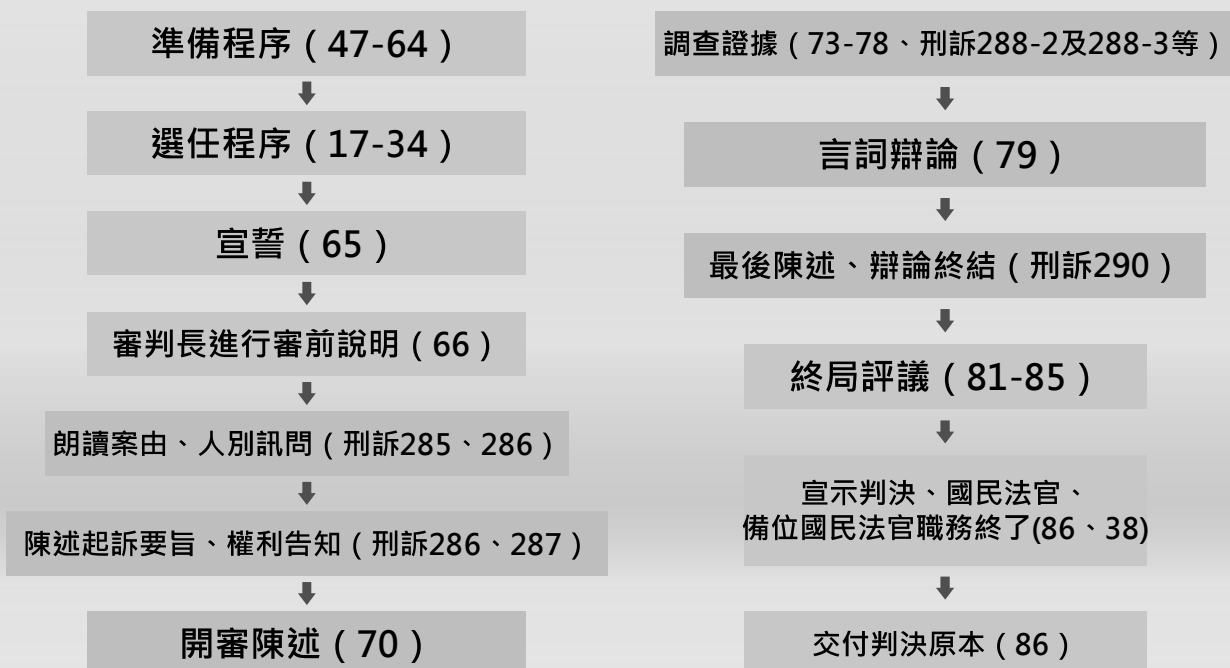 準備程序（47-64）
選任程序（17-34）
宣誓（65）
審判長進行審前說明（66）
朗讀案由、人別訊問（刑訴285、286）
陳述起訴要旨、權利告知（刑訴286、287）
開審陳述（70）
調查證據（73-78、刑訴288-2及288-3等）
言詞辯論（79）
最後陳述、辯論終結（刑訴290）
終局評議（81-85）
宣示判決、國民法官、
備位國民法官職務終了(86、38)
交付判決原本（86）